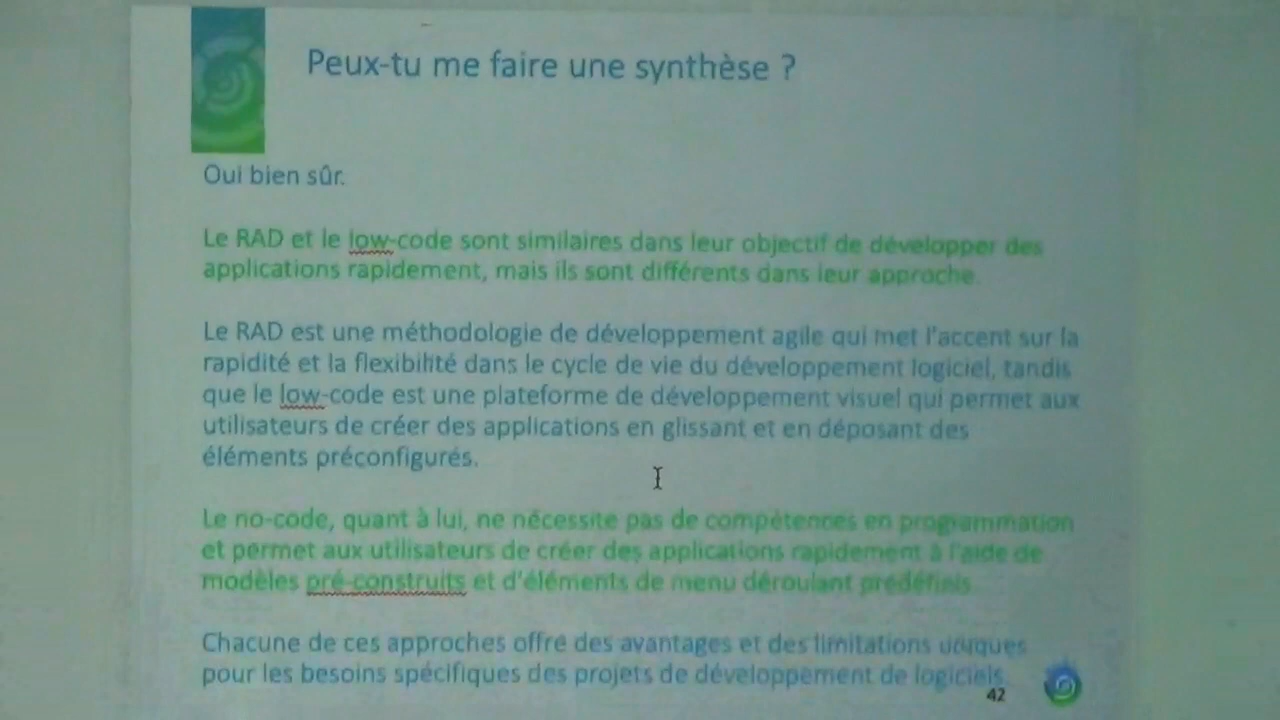 Peux-tu me faire une synthèse ?
Oui bien sûr.
Le RAD et le low-code sont similaires dans leur objectif de développer des
applications rapidement, mais ils sont différents dans leur approche.
Le RAD est une méthodologie de développement agile qui met l'accent sur la
rapidité et la flexibilité dans le cycle de vie du développement logiciel, tandis
que le low-code est une plateforme de développement visuel qui permet aux
utilisateurs de créer des applications en glissant et en déposant des
éléments préconfigurés.
Le no-code, quant à lui, ne nécessite pas de compétences en programmation
et permet aux utilisateurs de créer des applications rapidement à l'aide de
modèles pré-construits et d'éléments de menu déroulant prédéfinis.
Chacune de ces approches offre des avantages et des limitations uniques
pour les besoins spécifiques des projets de développement de logiciels.
42